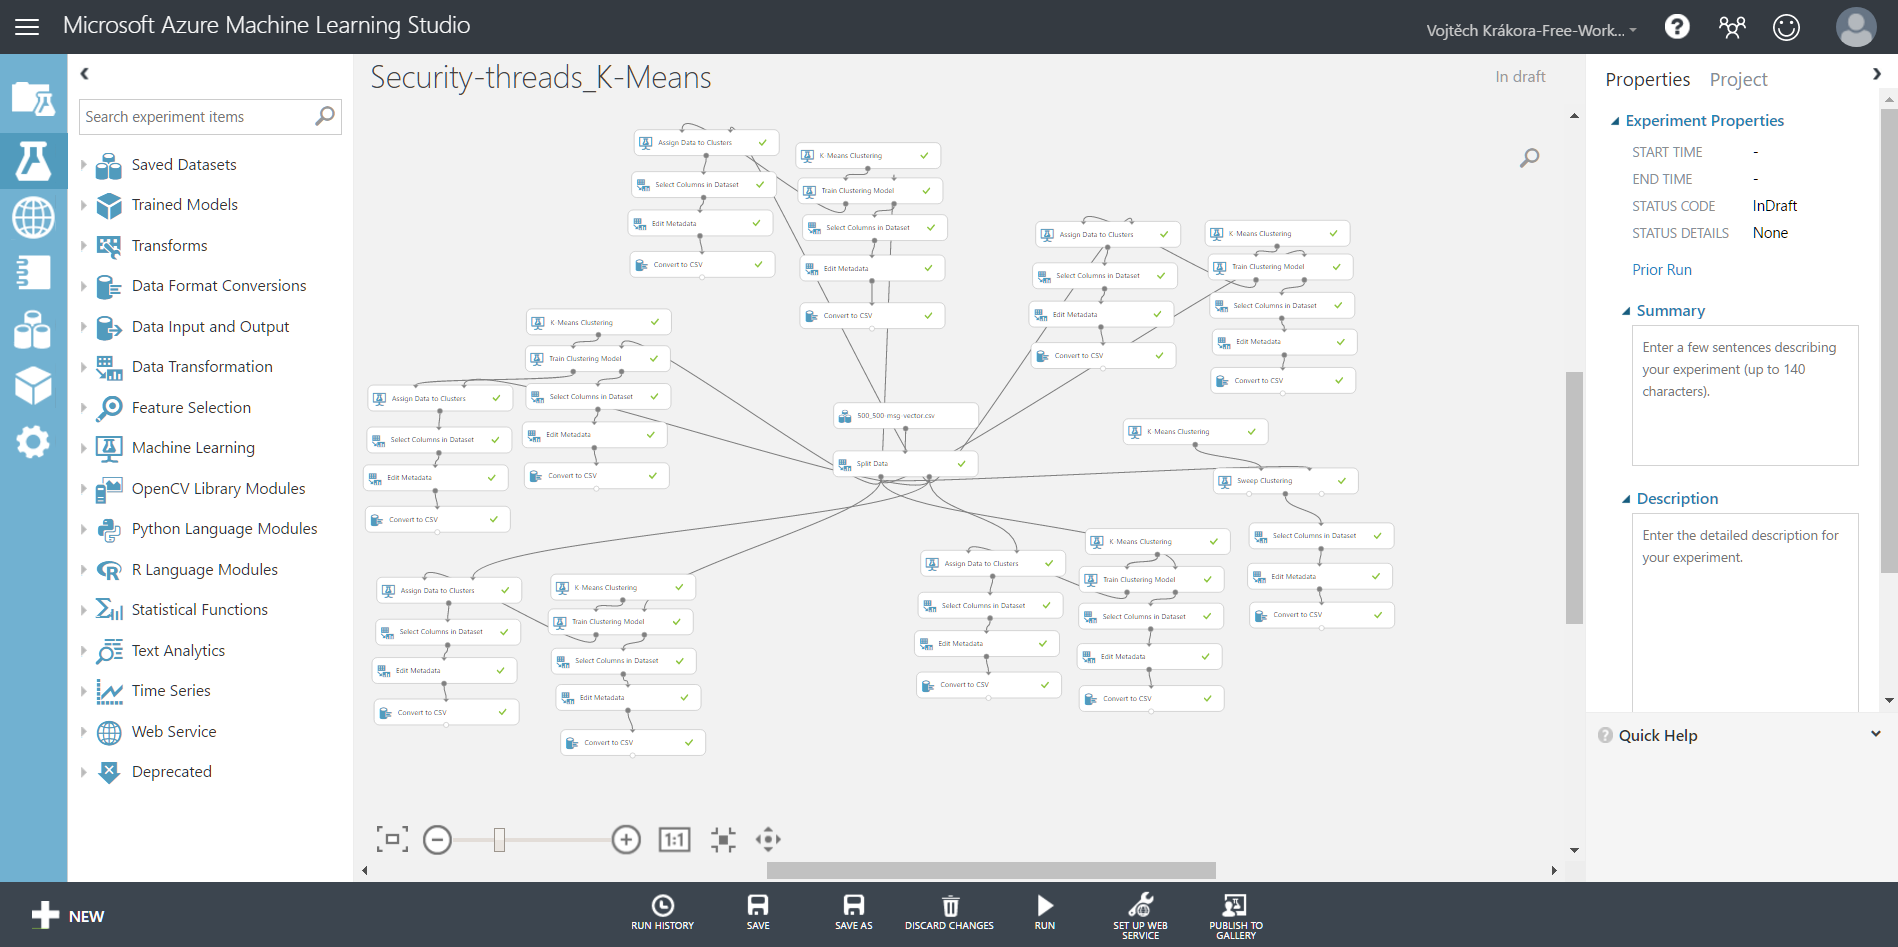 Microsoft Azure Machine Learning Studio
Vojtěch Krákora-Free-Work...
Search experiment items
Saved Datasets
Trained Models
Transforms
Data Format Conversions
Data Input and Output
Data Transformation
Feature Selection
Machine Learning
OpenCV Library Modules
Python Language Modules
R Language Modules
Statistical Functions
Text Analytics
Time Series
Web Service
Deprecated
Security-threads_K-Means
In draft
Assign Data to Clusters
Select Columns in Dataset
Edit Metadata
Convert to CSV
K-Means Clustering
Train Clustering Model
Select Columns in Dataset
Edit Metadata
Convert to CSV
Assign Data to Clusters
Select Columns in Dataset
Edit Metadata
Convert to CSV
K-Means Clustering
Train Clustering Model
Select Columns in Dataset
Edit Metadata
Convert to CSV
K-Means Clustering
Train Clustering Model
Select Columns in Dataset
Edit Metadata
Convert to CSV
Assign Data to Clusters
Select Columns in Dataset
Edit Metadata
Convert to CSV
500_500-msg-vector.csv
Split Data
K-Means Clustering
Sweep Clustering
Select Columns in Dataset
Edit Metadata
Convert to CSV
Assign Data to Clusters
Select Columns in Dataset
Edit Metadata
Convert to CSV
K-Means Clustering
Train Clustering Model
Select Columns in Dataset
Edit Metadata
Convert to CSV
Assign Data to Clusters
Select Columns in Dataset
Edit Metadata
Convert to CSV
K-Means Clustering
Train Clustering Model
Select Columns in Dataset
Edit Metadata
Convert to CSV
1:1
Properties Project
Experiment Properties
START TIME -
END TIME -
STATUS CODE InDraft
STATUS DETAILS None
Prior Run
Summary
Enter a few sentences describing
your experiment (up to 140
characters).
Description
Enter the detailed description for
your experiment.
Quick Help
NEW
RUN HISTORY
SAVE
SAVE AS
DISCARD CHANGES
RUN
SET UP WEB
SERVICE
PUBLISH TO
GALLERY